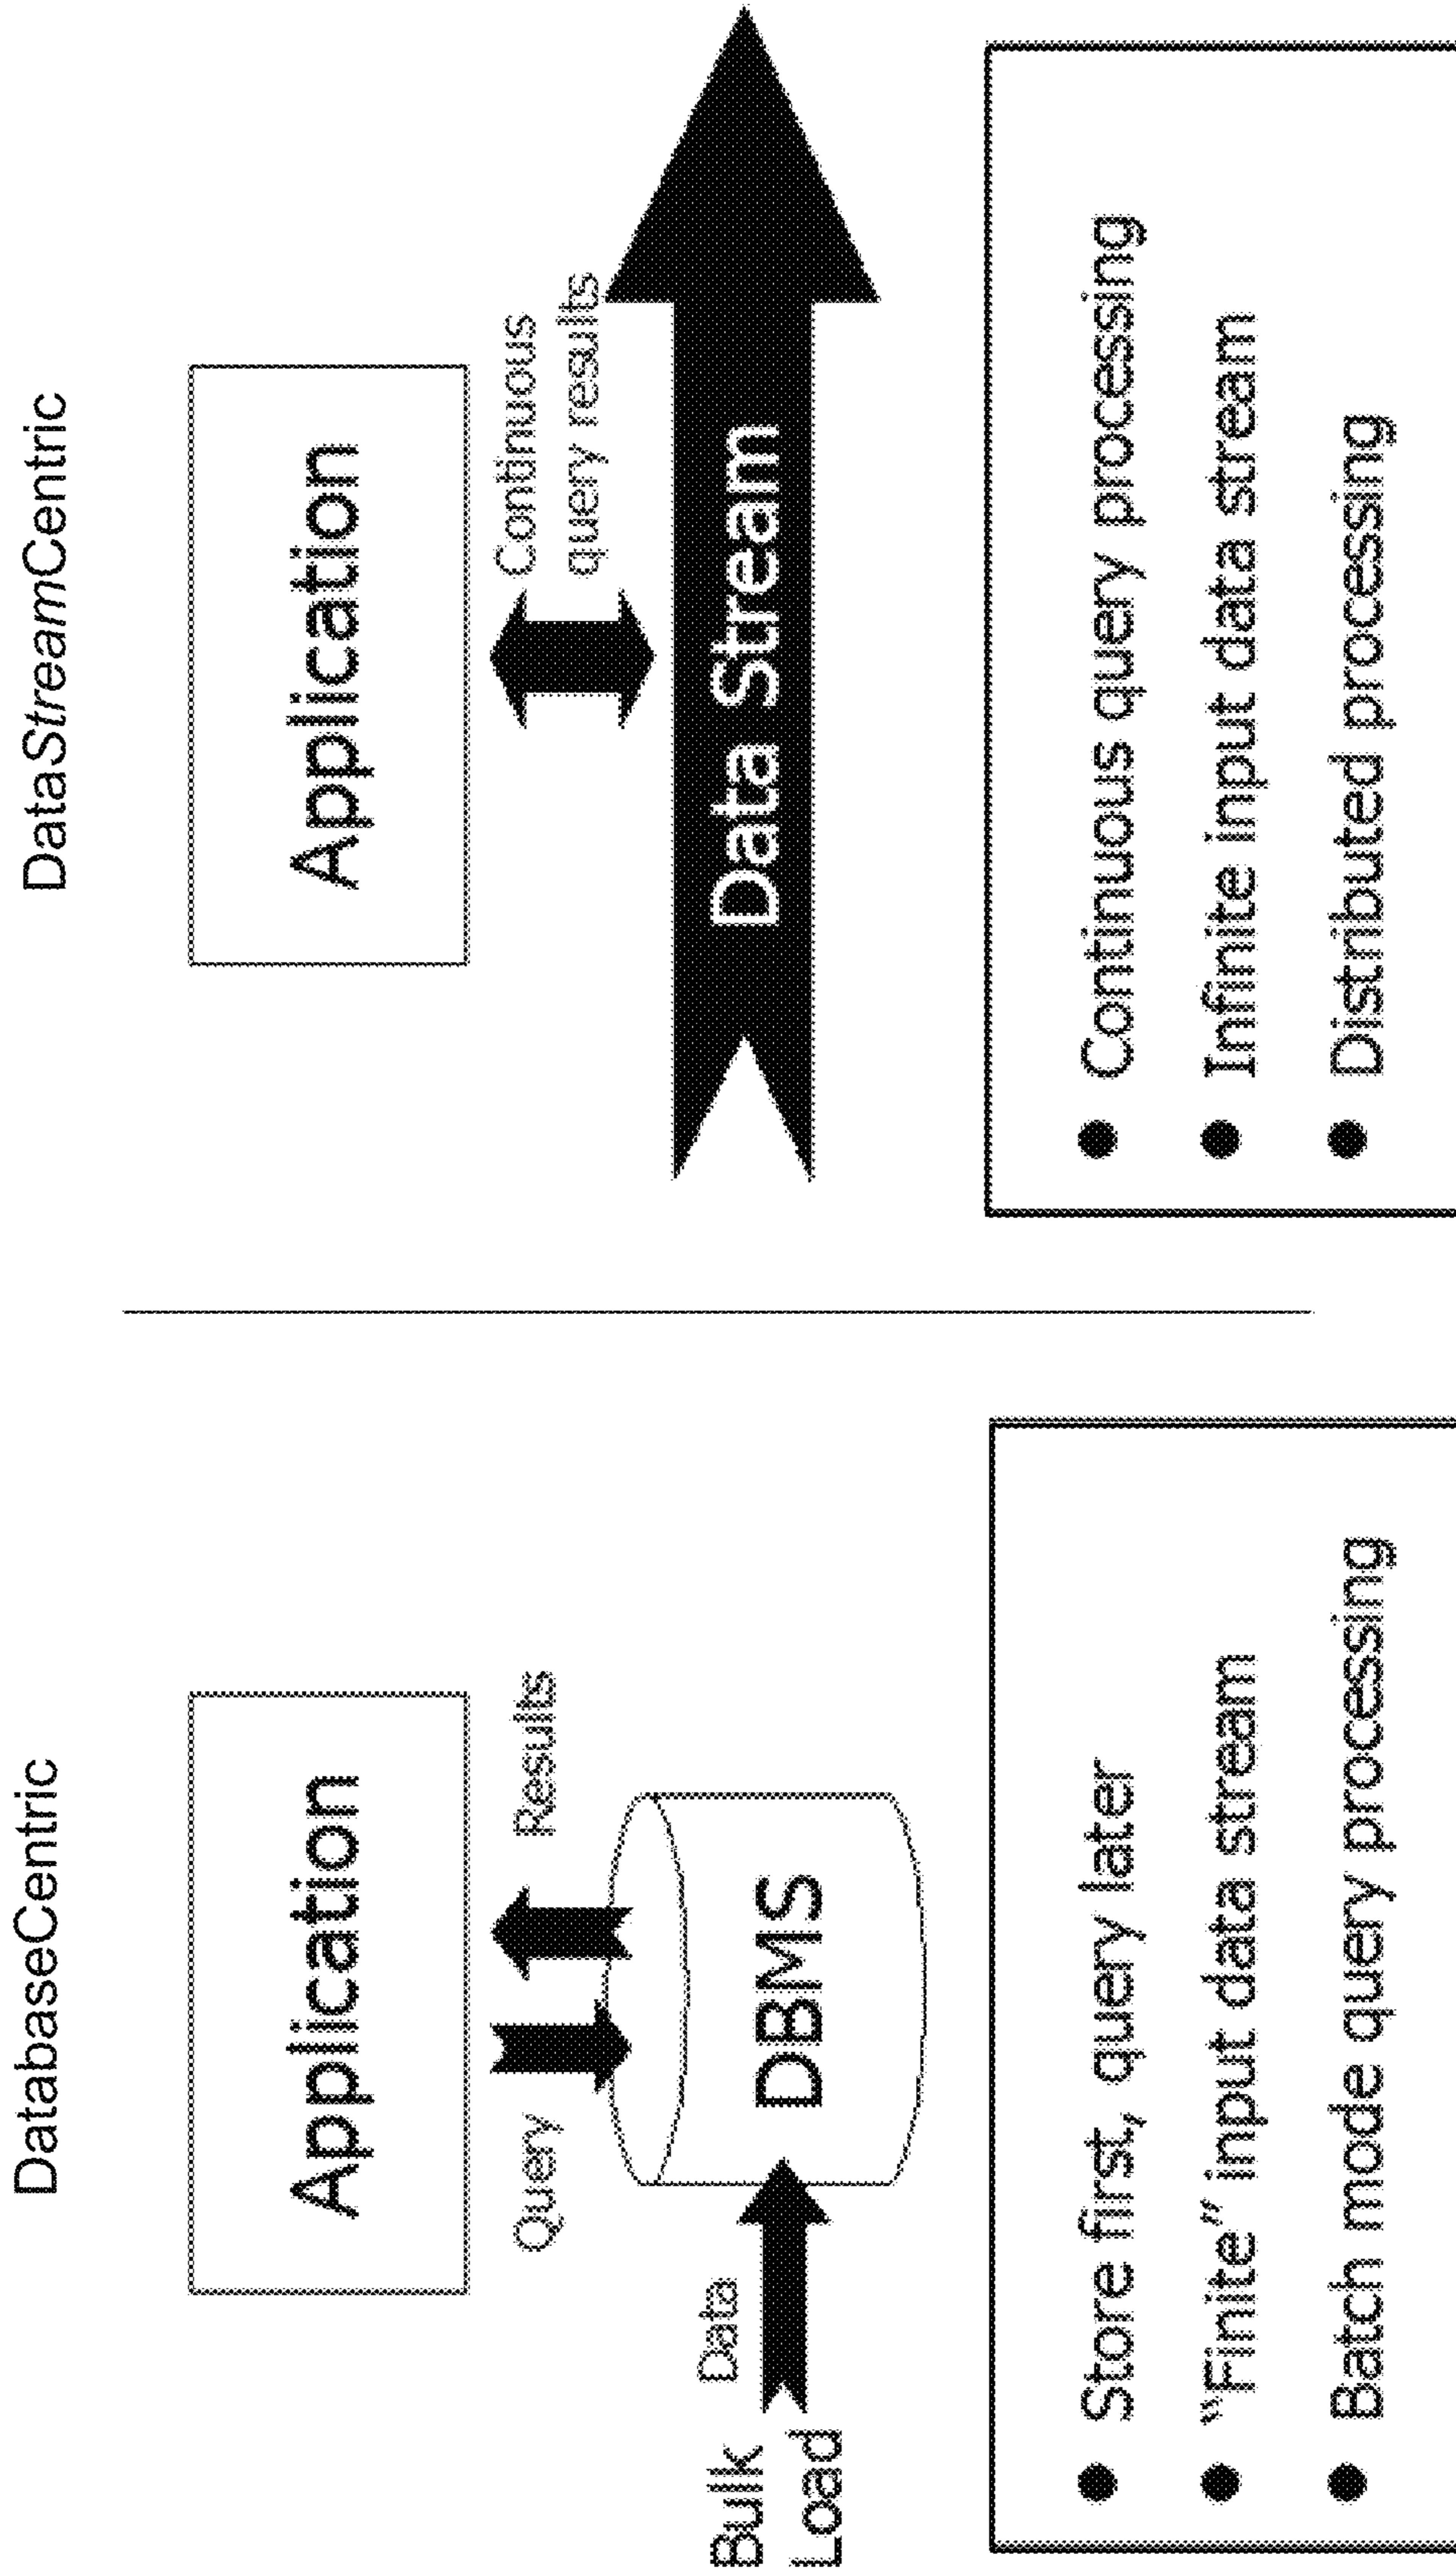 DatabaseCentric
Application
Query
Results
Data
Bulk
Load
DBMS
● Store first, query later
● “Finite” input data stream
● Batch mode query processing
DataStreamCentric
Application
Continuous
query results
Data Stream
● Continuous query processing
● Infinite input data stream
● Distributed processing